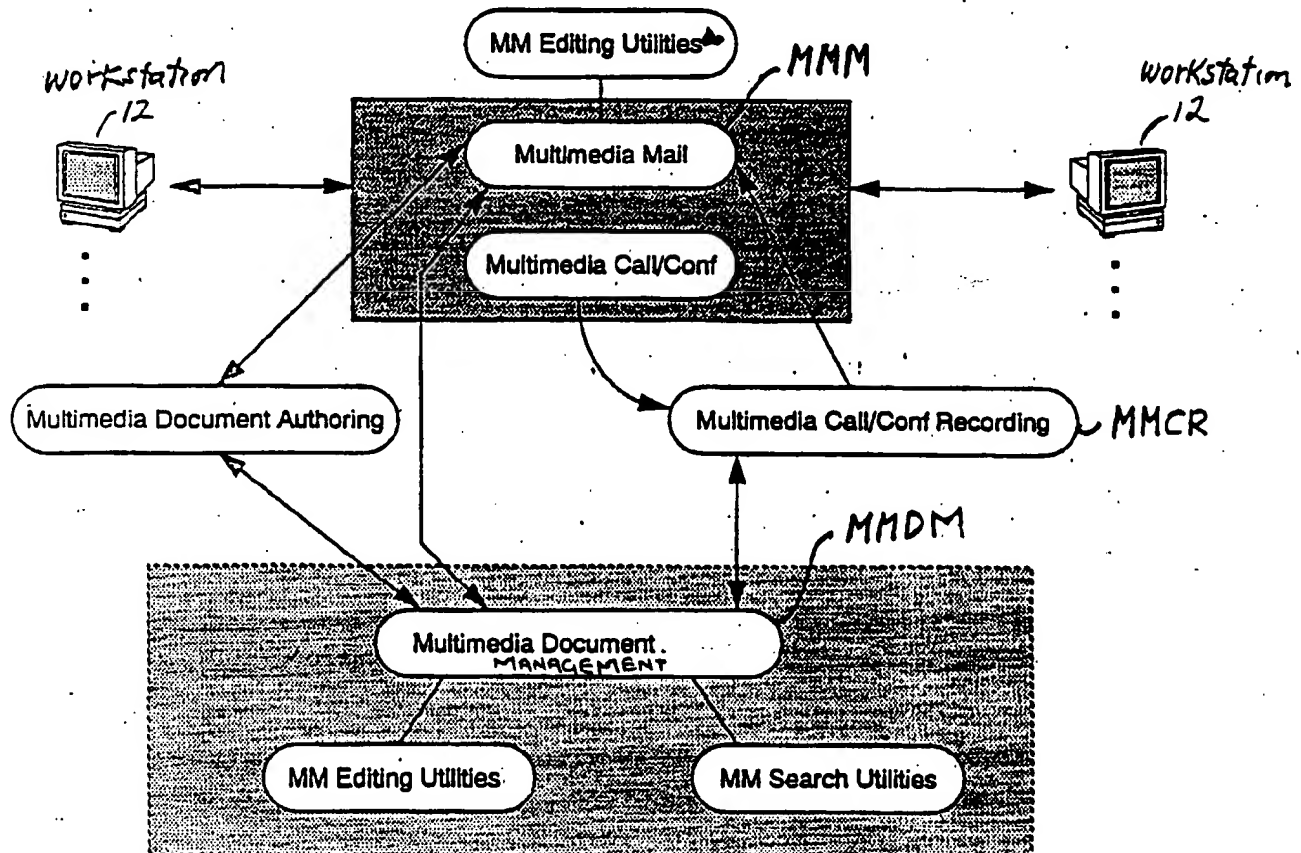 MM Editing Utilities
MMM
workstation
12
workstation
12
Multimedia Mail
Multimedia Call/Conf
Multimedia Document Authoring
Multimedia Call/Conf Recording
MMCR
MMDM
Multimedia Document
MANAGEMENT
MM Editing Utilities
MM Search Utilities